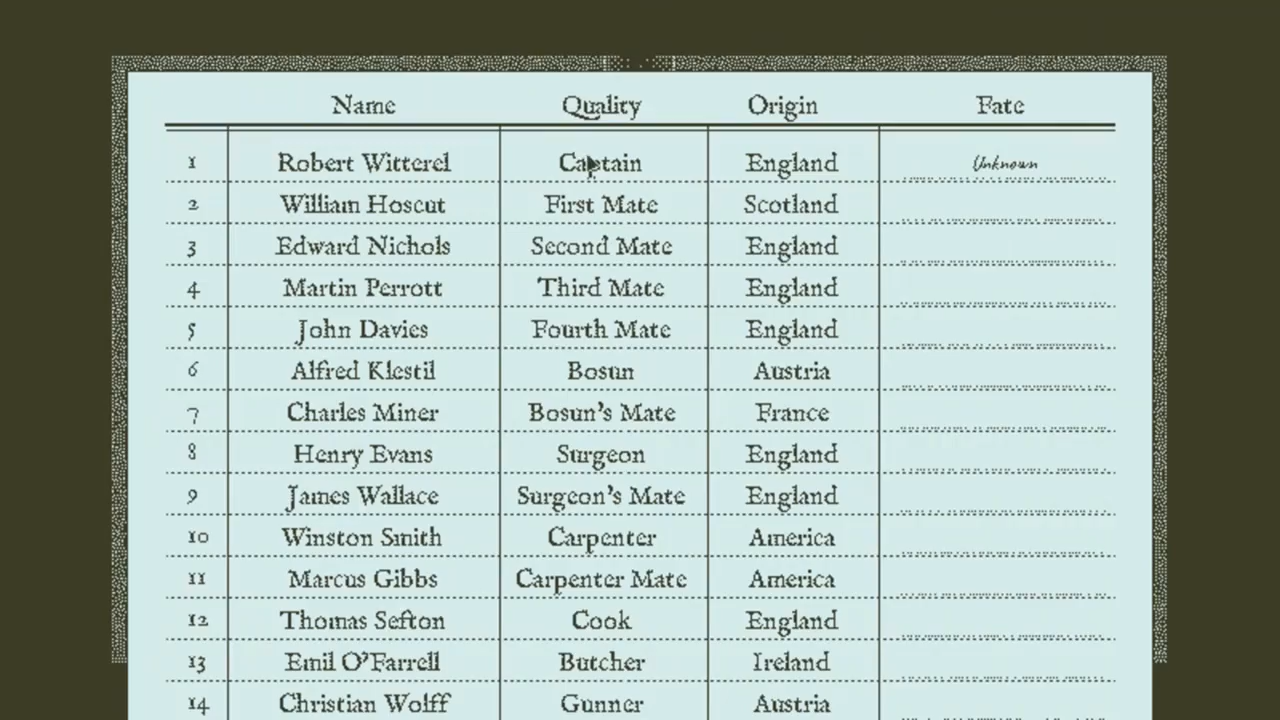 Name Quality Origin Fate
1 Robert Witterel Captain England Unknown
2 William Hoscut First Mate Scotland
3 Edward Nichols Second Mate England
4 Martin Perrott Third Mate England
5 John Davies Fourth Mate England
6 Alfred Klestil Bosun Austria
7 Charles Miner Bosun's Mate France
8 Henry Evans Surgeon England
9 James Wallace Surgeon's Mate England
10 Winston Smith Carpenter America
11 Marcus Gibbs Carpenter Mate America
12 Thomas Sefton Cook England
13 Emil O'Farrell Butcher Ireland
14 Christian Wolff Gunner Austria